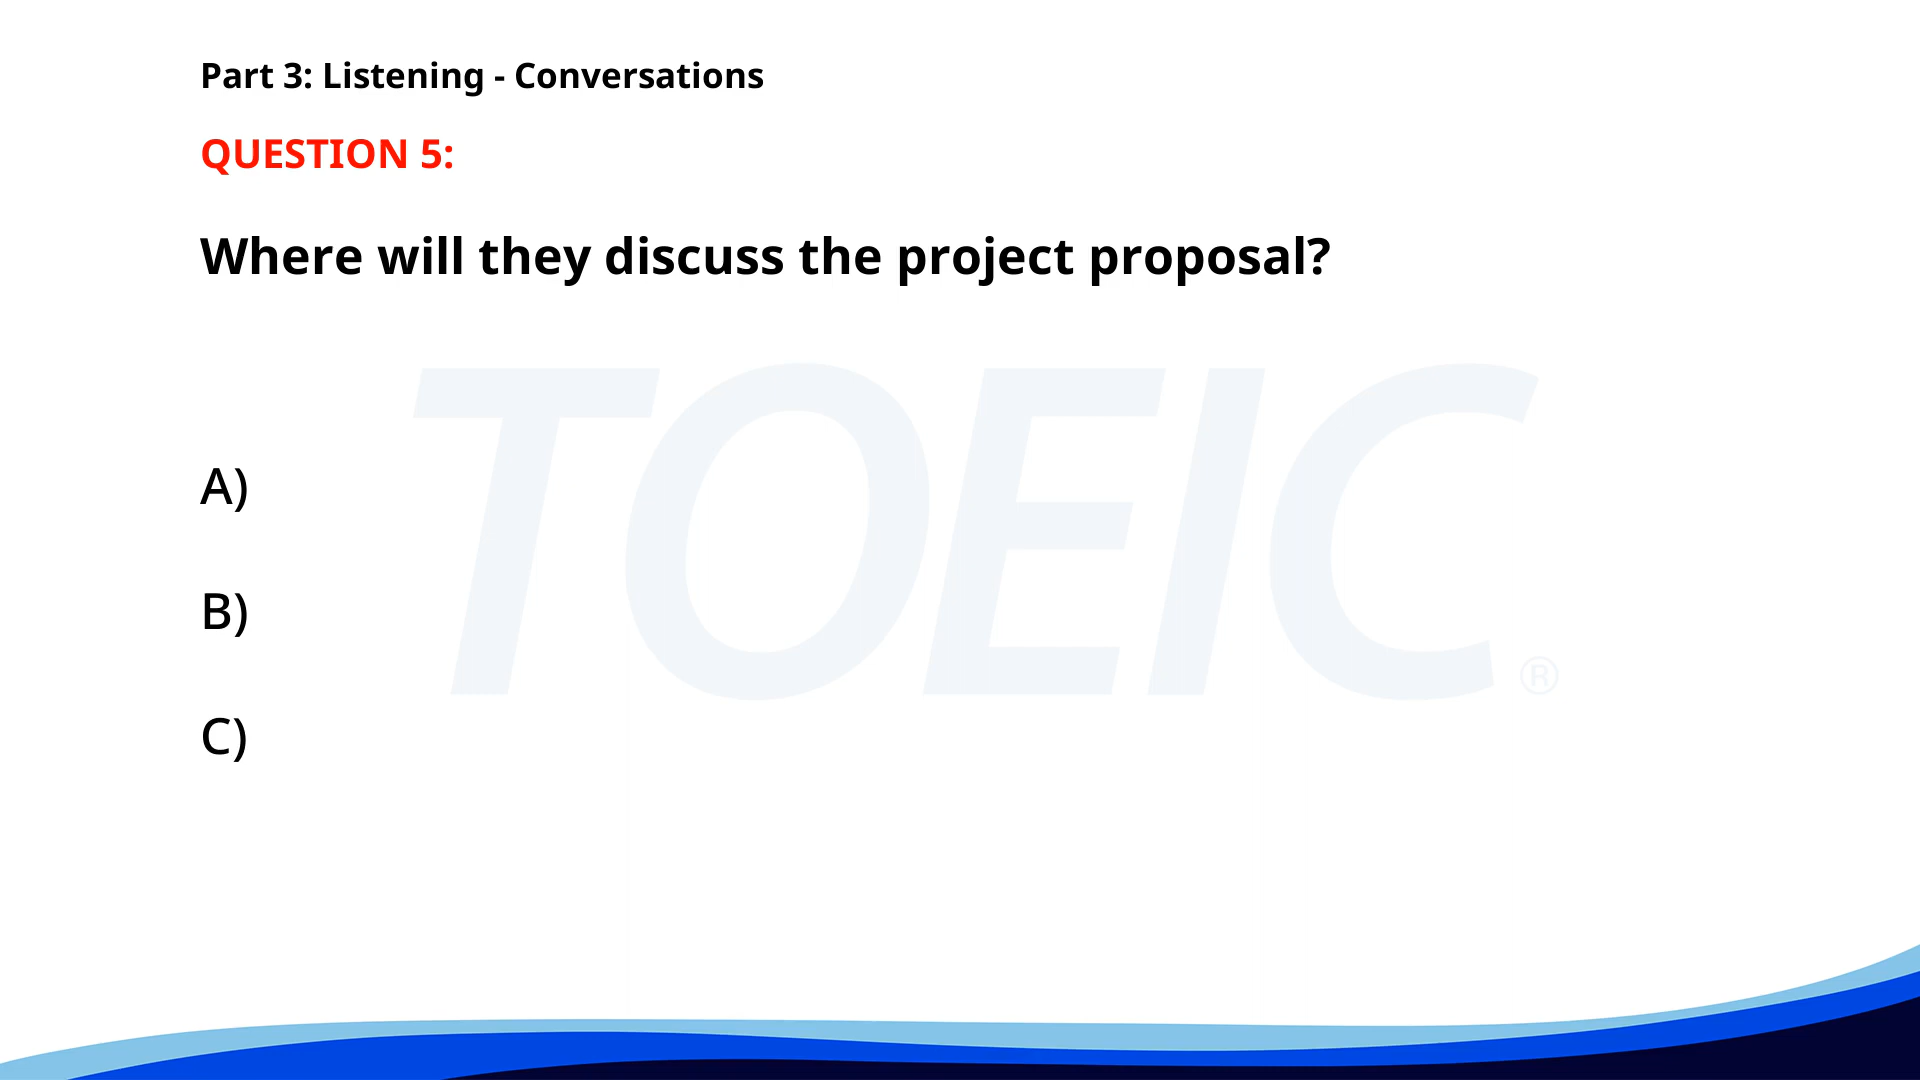 Part 3: Listening - Conversations
QUESTION 5:
Where will they discuss the project proposal?
TOEIC®
A)
B)
C)